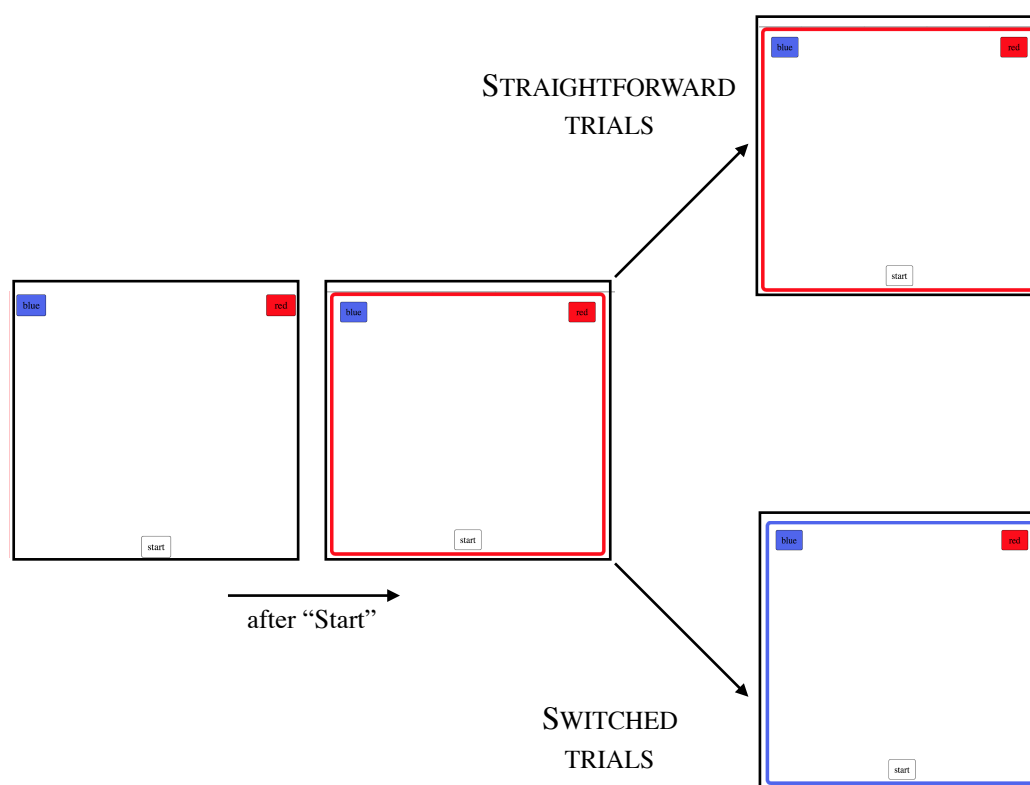 blue
red
STRAIGHTFORWARD
TRIALS
start
blue
red
blue
red
start
start
after “Start”
blue
red
SWITCHED
TRIALS
start